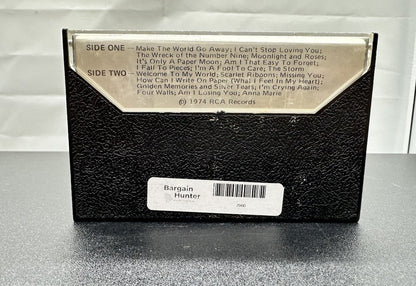 SIDE ONE — Make The World Go Away; I Can't Stop Loving You;
The Wreck of the Number Nine; Moonlight and Roses;
It's Only A Paper Moon; Am I That Easy To Forget;
I Fall To Pieces; I'm A Fool To Care; The Storm
SIDE TWO — Welcome To My World; Scarlet Ribbons; Missing You;
How Can I Write On Paper (What I Feel In My Heart);
Golden Memories and Silver Tears; I'm Crying Again;
Four Walls; Am I Losing You; Anna Marie
© 1974 RCA Records
Bargain
Hunter